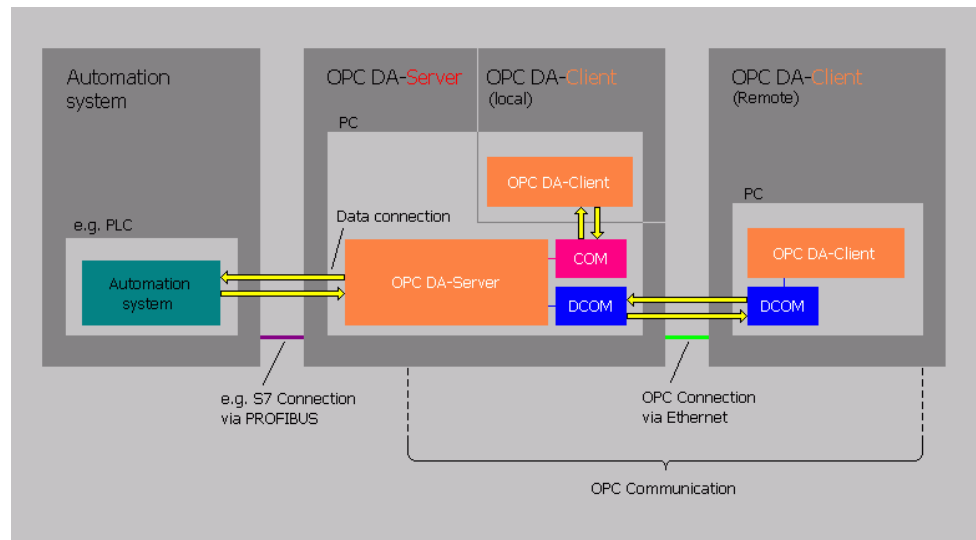 Automation
system
OPC DA-Server
OPC DA-Client
(local)
OPC DA-Client
(Remote)
PC
OPC DA-Client
PC
Data connection
e.g. PLC
COM
OPC DA-Client
Automation
system
OPC DA-Server
DCOM
DCOM
e.g. S7 Connection
via PROFIBUS
OPC Connection
via Ethernet
OPC Communication